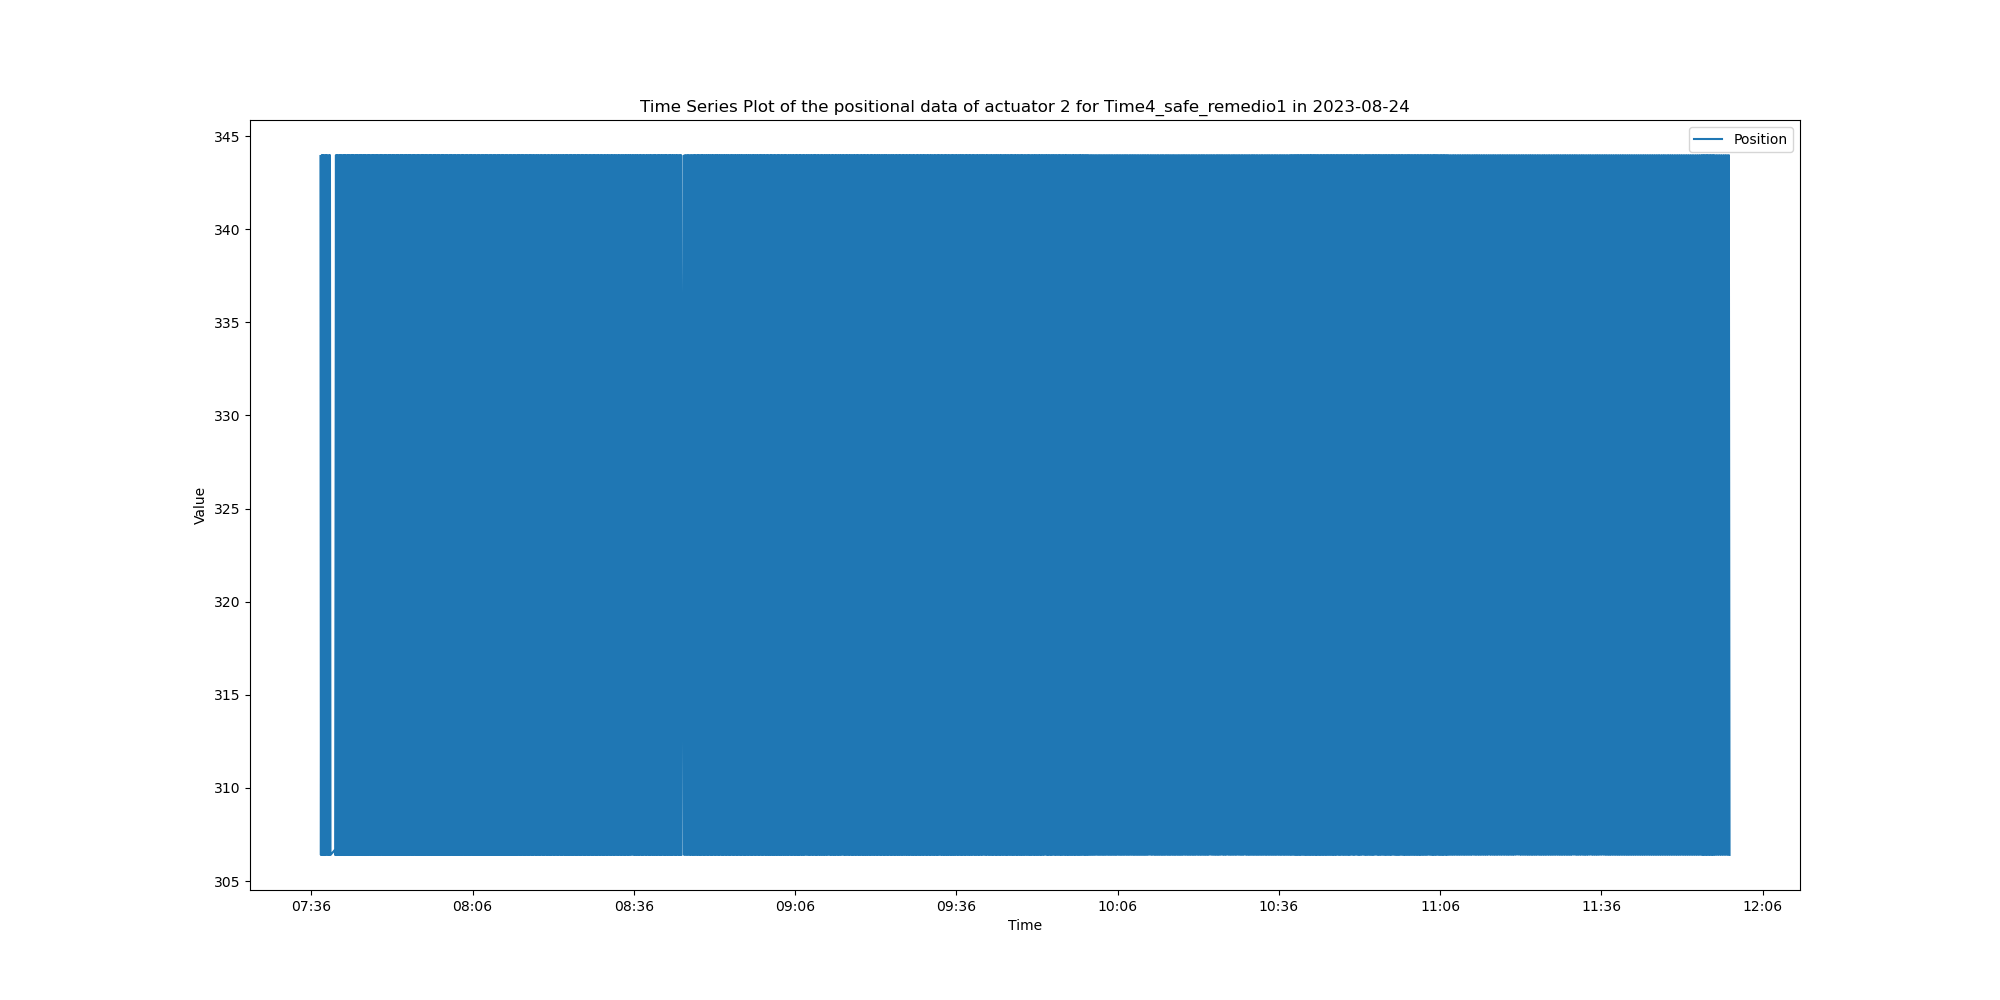 Time Series Plot of the positional data of actuator 2 for Time4_safe_remedio1 in 2023-08-24
Position
345
340
335
330
325
320
315
310
305
Value
07:36 08:06 08:36 09:06 09:36 10:06 10:36 11:06 11:36 12:06
Time